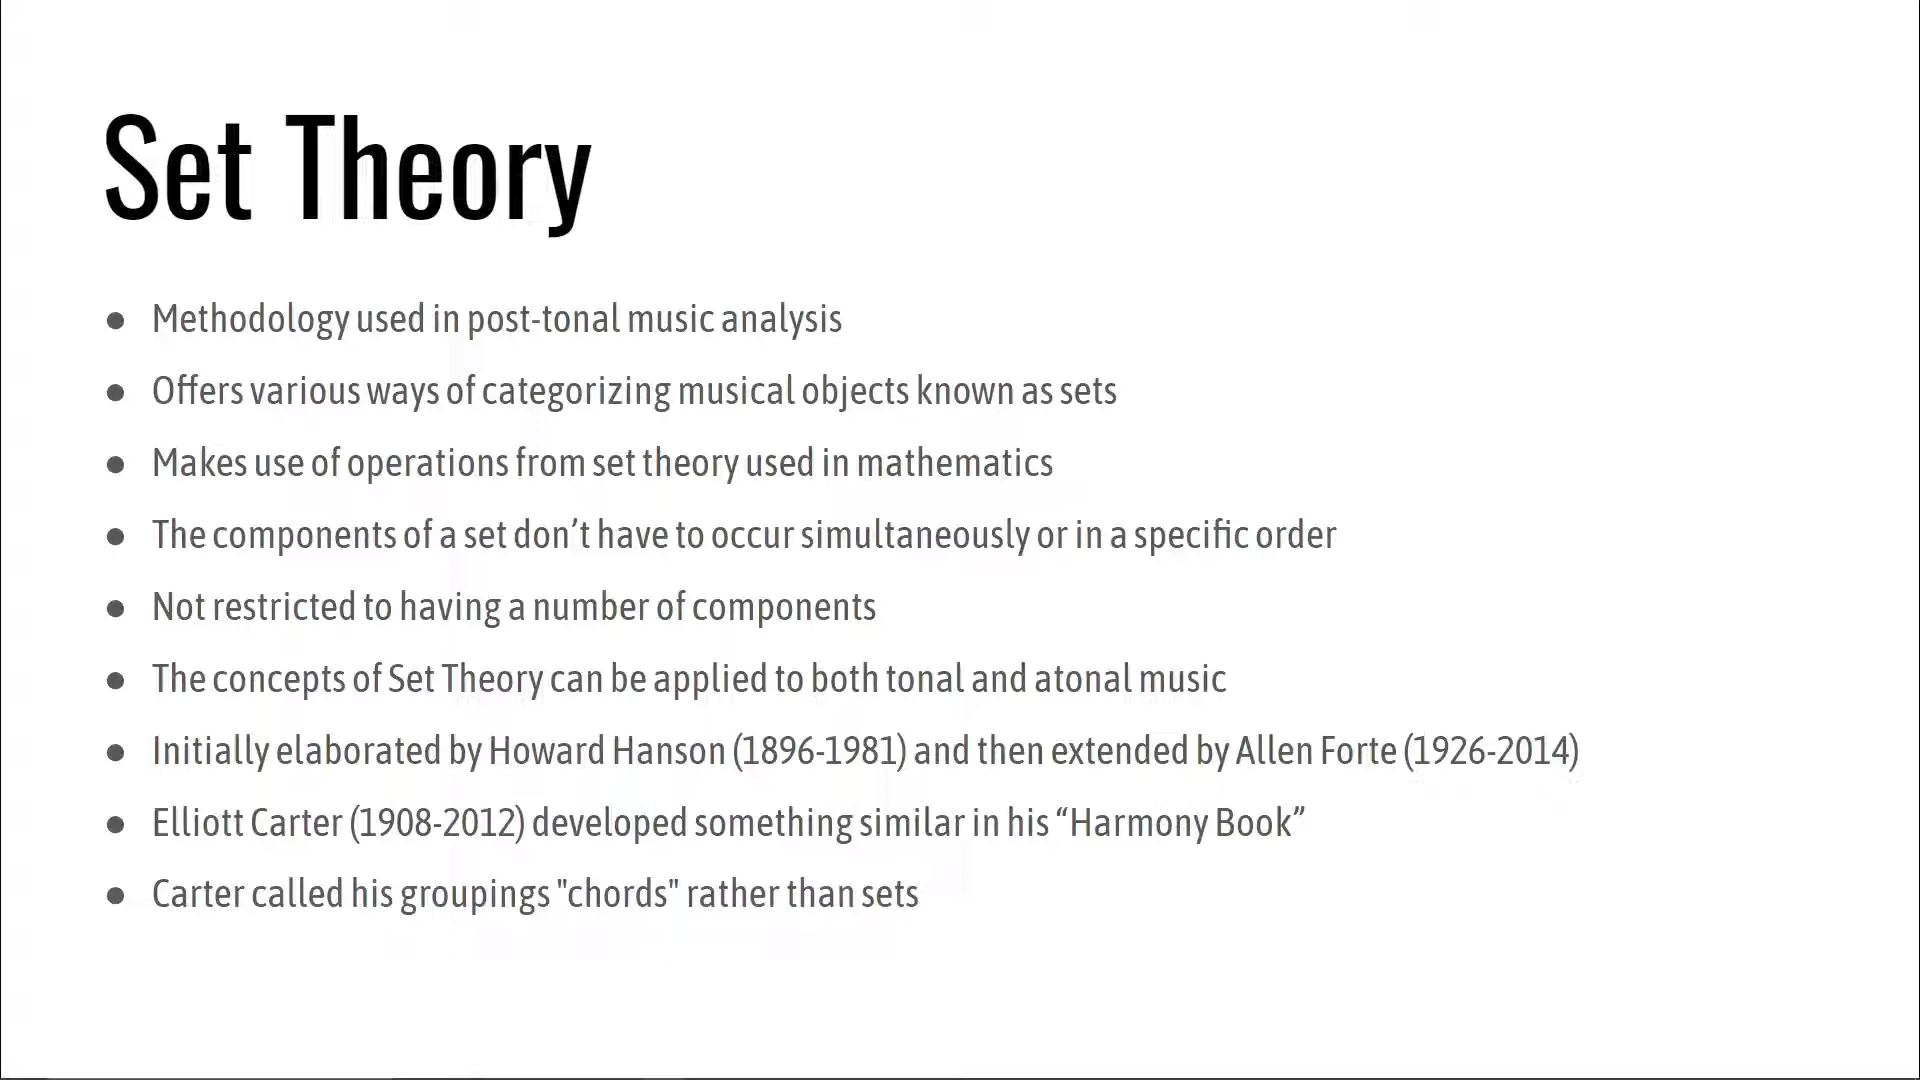 Set Theory
● Methodology used in post-tonal music analysis
● Offers various ways of categorizing musical objects known as sets
● Makes use of operations from set theory used in mathematics
● The components of a set don’t have to occur simultaneously or in a specific order
● Not restricted to having a number of components
● The concepts of Set Theory can be applied to both tonal and atonal music
● Initially elaborated by Howard Hanson (1896-1981) and then extended by Allen Forte (1926-2014)
● Elliott Carter (1908-2012) developed something similar in his “Harmony Book”
● Carter called his groupings "chords" rather than sets